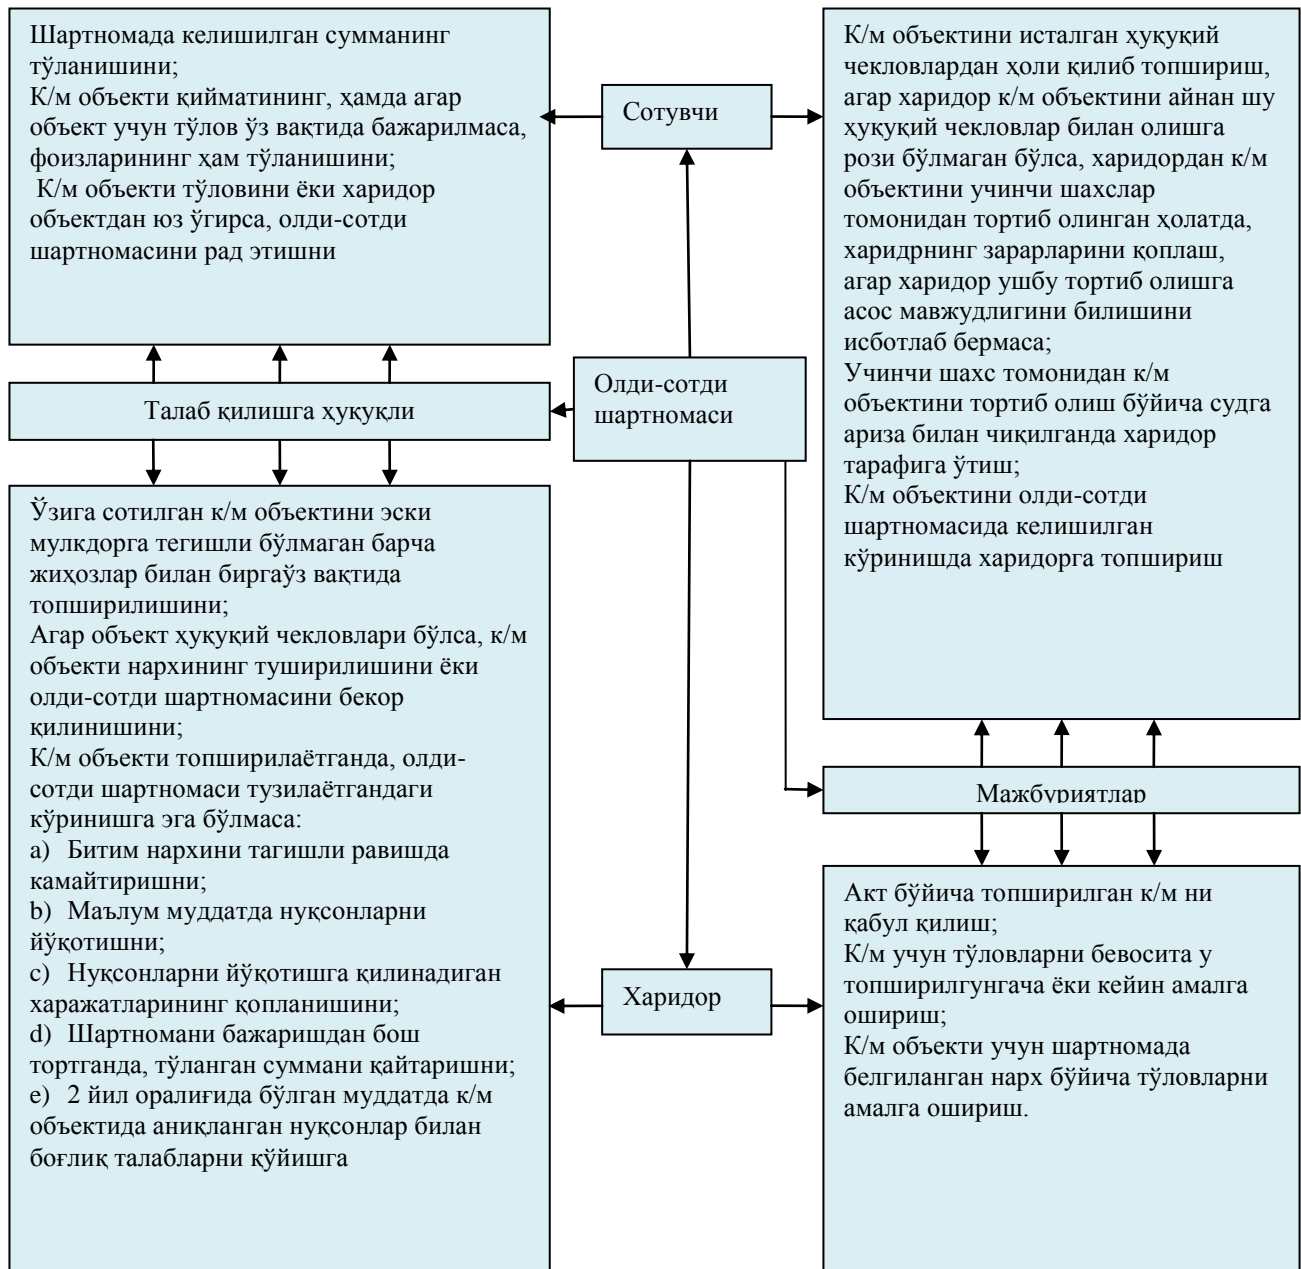 Шартномада келишилган сумманинг
тўланишини;
К/м объекти қийматининг, ҳамда агар
объект учун тўлов ўз вақтида бажарилмаса,
фоизларининг ҳам тўланишини;
К/м объекти тўловини ёки харидор
объектдан юз ўгирса, олди-сотди
шартномасини рад этишни
Сотувчи
К/м объектини исталган ҳуқуқий
чекловлардан ҳоли қилиб топшириш,
агар харидор к/м объектини айнан шу
ҳуқуқий чекловлар билан олишга
рози бўлмаган бўлса, харидордан к/м
объектини учинчи шахслар
томонидан тортиб олинган ҳолатда,
харидрнинг зарарларини қоплаш,
агар харидор ушбу тортиб олишга
асос мавжудлигини билишини
исботлаб бермаса;
Учинчи шахс томонидан к/м
объектини тортиб олиш бўйича судга
ариза билан чиқилганда харидор
тарафига ўтиш;
К/м объектини олди-сотди
шартномасида келишилган
кўринишда харидорга топшириш
Талаб қилишга ҳуқуқли
Олди-сотди
шартномаси
Ўзига сотилган к/м объектини эски
мулкдорга тегишли бўлмаган барча
жиҳозлар билан биргаўз вақтида
топширилишини;
Агар объект ҳуқуқий чекловлари бўлса, к/м
объекти нархининг туширилишини ёки
олди-сотди шартномасини бекор
қилинишини;
К/м объекти топширилаётганда, олди-
сотди шартномаси тузилаётгандаги
кўринишга эга бўлмаса:
a) Битим нархини тагишли равишда
камайтиришни;
b) Маълум муддатда нуқсонларни
йўқотишни;
c) Нуқсонларни йўқотишга қилинадиган
харажатларининг қопланишини;
d) Шартномани бажаришдан бош
тортганда, тўланган суммани қайтаришни;
e) 2 йил оралиғида бўлган муддатда к/м
объектида аниқланган нуқсонлар билан
боғлиқ талабларни қўйишга
Мажбуриятлар
Харидор
Акт бўйича топширилган к/м ни
қабул қилиш;
К/м учун тўловларни бевосита у
топширилгунгача ёки кейин амалга
ошириш;
К/м объекти учун шартномада
белгиланган нарх бўйича тўловларни
амалга ошириш.